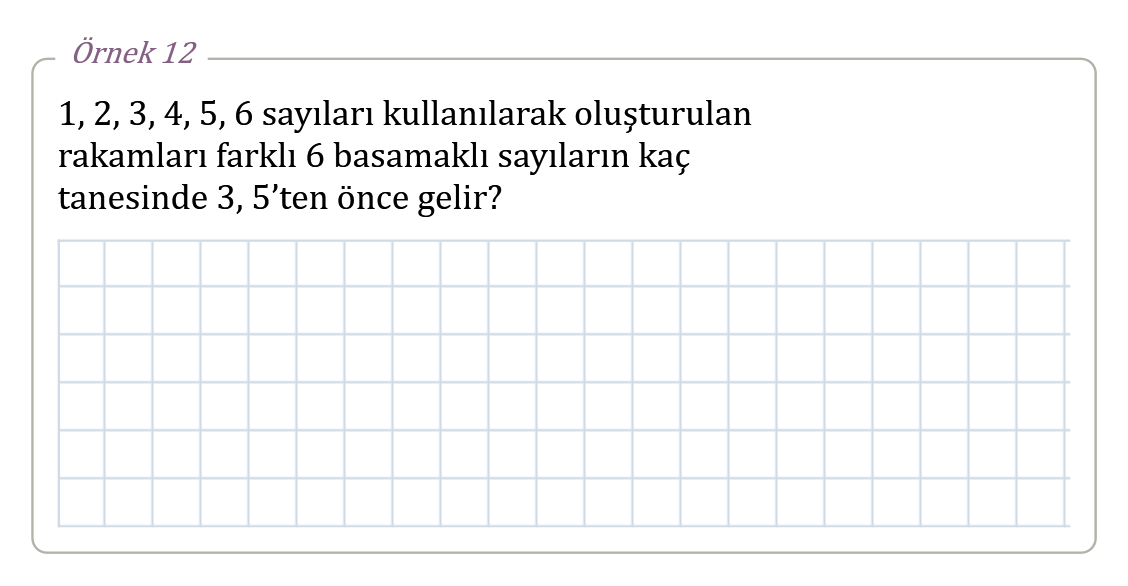 Örnek 12
1, 2, 3, 4, 5, 6 sayıları kullanılarak oluşturulan
rakamları farklı 6 basamaklı sayıların kaç
tanesinde 3, 5’ten önce gelir?